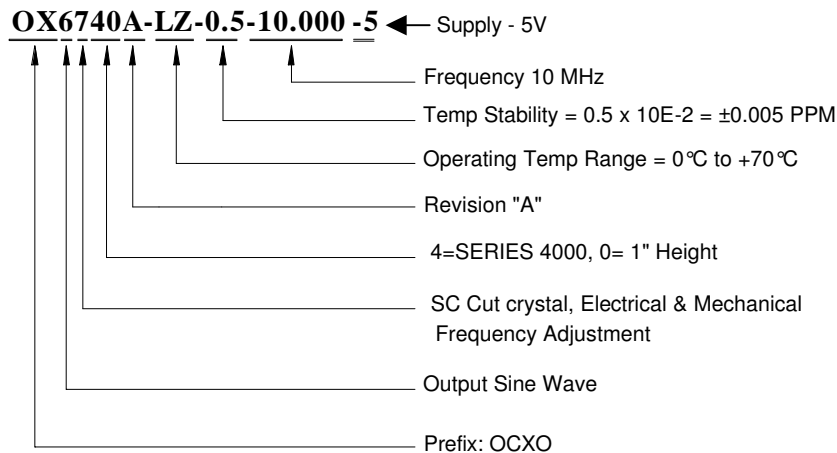 OX6740A-LZ-0.5-10.000 -5
Supply - 5V
Frequency 10 MHz
Temp Stability = 0.5 x 10E-2 = ±0.005 PPM
Operating Temp Range = 0°C to +70°C
Revision "A"
4=SERIES 4000, 0= 1" Height
SC Cut crystal, Electrical & Mechanical
Frequency Adjustment
Output Sine Wave
Prefix: OCXO